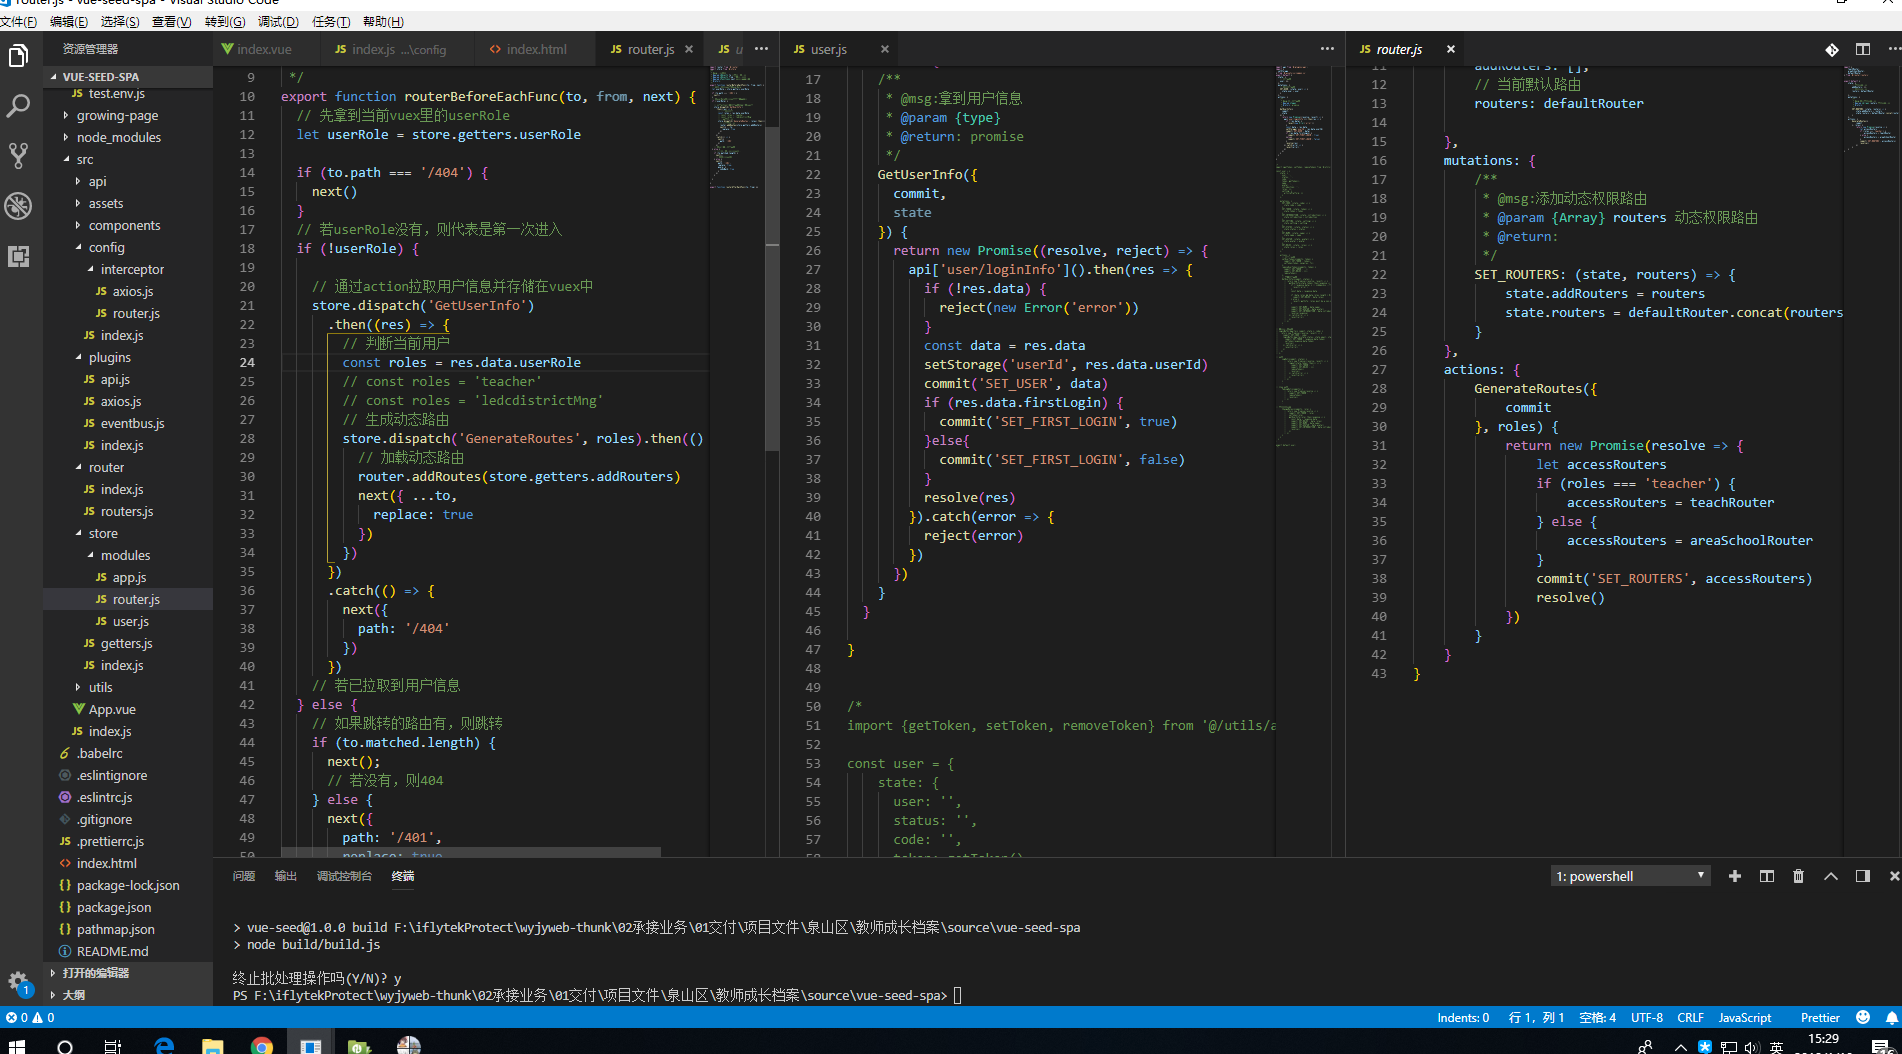 router.js - vue-seed-spa - Visual Studio Code
文件(F) 编辑(E) 选择(S) 查看(V) 转到(G) 调试(D) 任务(T) 帮助(H)
资源管理器
VUE-SEED-SPA
test.env.js
growing-page
node_modules
src
api
assets
components
config
interceptor
axios.js
router.js
index.js
plugins
api.js
axios.js
eventbus.js
index.js
router
index.js
routers.js
store
modules
app.js
router.js
user.js
getters.js
index.js
utils
App.vue
index.js
.babelrc
.eslintignore
.eslintrc.js
.gitignore
.prettierrc.js
index.html
package-lock.json
package.json
pathmap.json
README.md
打开的编辑器
大纲
1
index.vue JS index.js ...\config <> index.html JS router.js × JS u ···
9 */
10 export function routerBeforeEachFunc(to, from, next) {
11 // 先拿到当前vuex里的userRole
12 let userRole = store.getters.userRole
13
14 if (to.path === '/404') {
15 next()
16 }
17 // 若userRole没有，则代表是第一次进入
18 if (!userRole) {
19
20 // 通过action拉取用户信息并存储在vuex中
21 store.dispatch('GetUserInfo')
22 .then((res) => {
23 // 判断当前用户
24 const roles = res.data.userRole
25 // const roles = 'teacher'
26 // const roles = 'ledcdistrictMng'
27 // 生成动态路由
28 store.dispatch('GenerateRoutes', roles).then(()
29 // 加载动态路由
30 router.addRoutes(store.getters.addRouters)
31 next({ ...to,
32 replace: true
33 })
34 })
35 })
36 .catch(() => {
37 next({
38 path: '/404'
39 })
40 })
41 // 若已拉取到用户信息
42 } else {
43 // 如果跳转的路由有，则跳转
44 if (to.matched.length) {
45 next();
46 // 若没有，则404
47 } else {
48 next({
49 path: '/401',
50 replace: true
JS user.js × ···
17 /**
18 * @msg:拿到用户信息
19 * @param {type}
20 * @return: promise
21 */
22 GetUserInfo({
23 commit,
24 state
25 }) {
26 return new Promise((resolve, reject) => {
27 api['user/loginInfo']().then(res => {
28 if (!res.data) {
29 reject(new Error('error'))
30 }
31 const data = res.data
32 setStorage('userId', res.data.userId)
33 commit('SET_USER', data)
34 if (res.data.firstLogin) {
35 commit('SET_FIRST_LOGIN', true)
36 }else{
37 commit('SET_FIRST_LOGIN', false)
38 }
39 resolve(res)
40 }).catch(error => {
41 reject(error)
42 })
43 })
44 }
45 }
46
47 }
48
49
50 /*
51 import {getToken, setToken, removeToken} from '@/utils/a
52
53 const user = {
54 state: {
55 user: '',
56 status: '',
57 code: '',
58 token: getToken()
JS router.js ×
11 addRouters: [],
12 // 当前默认路由
13 routers: defaultRouter
14
15 },
16 mutations: {
17 /**
18 * @msg:添加动态权限路由
19 * @param {Array} routers 动态权限路由
20 * @return:
21 */
22 SET_ROUTERS: (state, routers) => {
23 state.addRouters = routers
24 state.routers = defaultRouter.concat(routers
25 }
26 },
27 actions: {
28 GenerateRoutes({
29 commit
30 }, roles) {
31 return new Promise(resolve => {
32 let accessRouters
33 if (roles === 'teacher') {
34 accessRouters = teachRouter
35 } else {
36 accessRouters = areaSchoolRouter
37 }
38 commit('SET_ROUTERS', accessRouters)
39 resolve()
40 })
41 }
42 }
43 }
问题 输出 调试控制台 终端 1: powershell
> vue-seed@1.0.0 build F:\iflytekProtect\wyjyweb-thunk\02承接业务\01交付\项目文件\泉山区\教师成长档案\source\vue-seed-spa
> node build/build.js
终止批处理操作吗(Y/N)? y
PS F:\iflytekProtect\wyjyweb-thunk\02承接业务\01交付\项目文件\泉山区\教师成长档案\source\vue-seed-spa>
0 0 Indents: 0 行 1，列 1 空格: 4 UTF-8 CRLF JavaScript Prettier
英 15:29